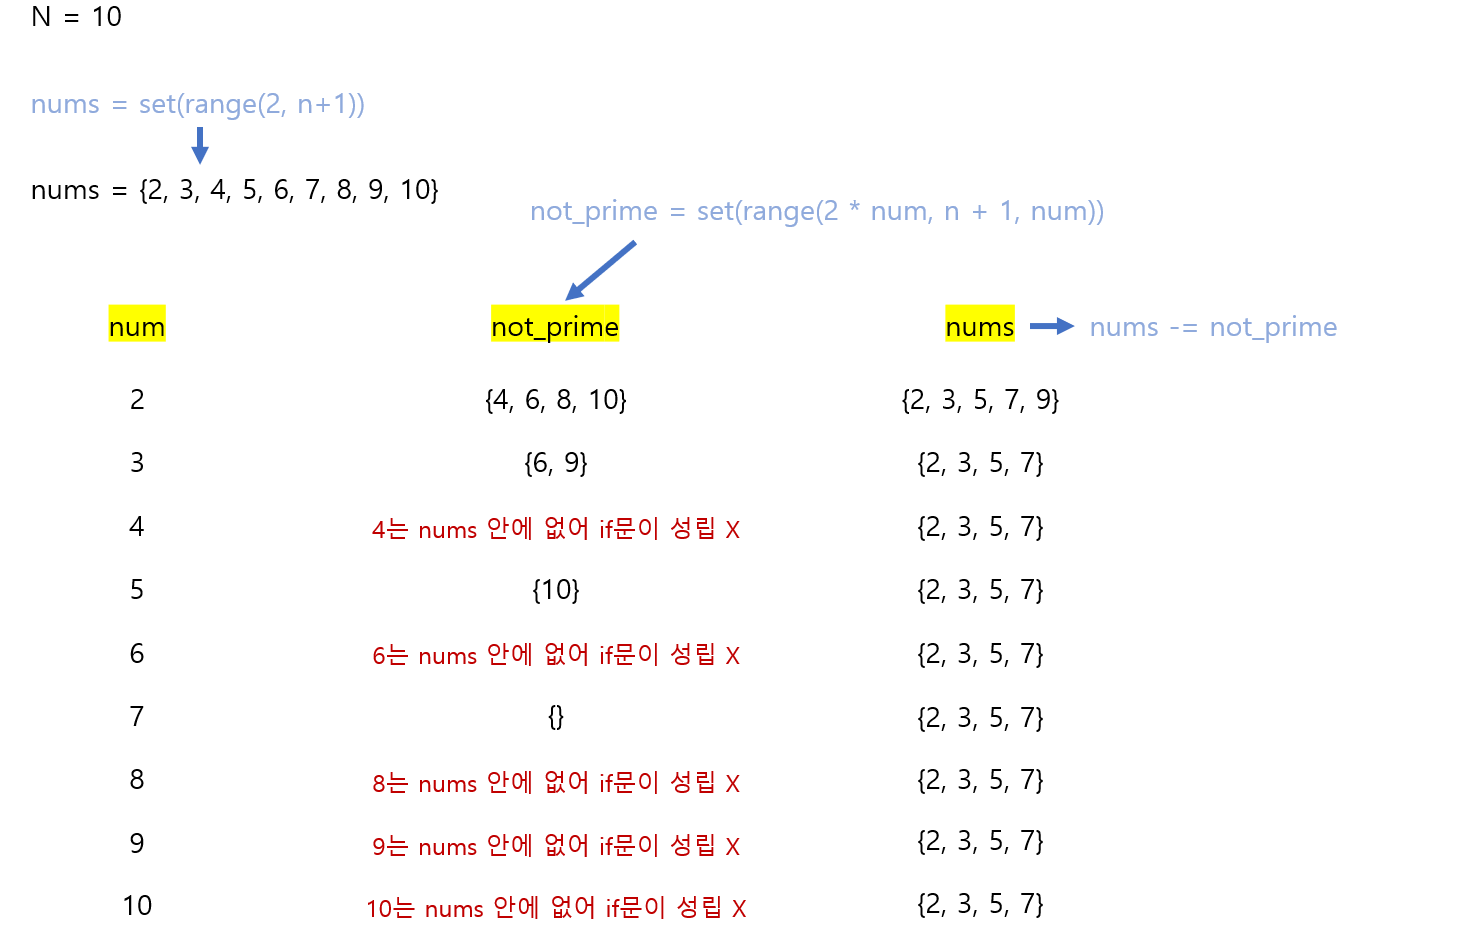 N = 10
nums = set(range(2, n+1))
nums = {2, 3, 4, 5, 6, 7, 8, 9, 10}
not_prime = set(range(2 * num, n + 1, num))
num not_prime nums nums -= not_prime
2 {4, 6, 8, 10} {2, 3, 5, 7, 9}
3 {6, 9} {2, 3, 5, 7}
4 4는 nums 안에 없어 if문이 성립 X {2, 3, 5, 7}
5 {10} {2, 3, 5, 7}
6 6는 nums 안에 없어 if문이 성립 X {2, 3, 5, 7}
7 {} {2, 3, 5, 7}
8 8는 nums 안에 없어 if문이 성립 X {2, 3, 5, 7}
9 9는 nums 안에 없어 if문이 성립 X {2, 3, 5, 7}
10 10는 nums 안에 없어 if문이 성립 X {2, 3, 5, 7}